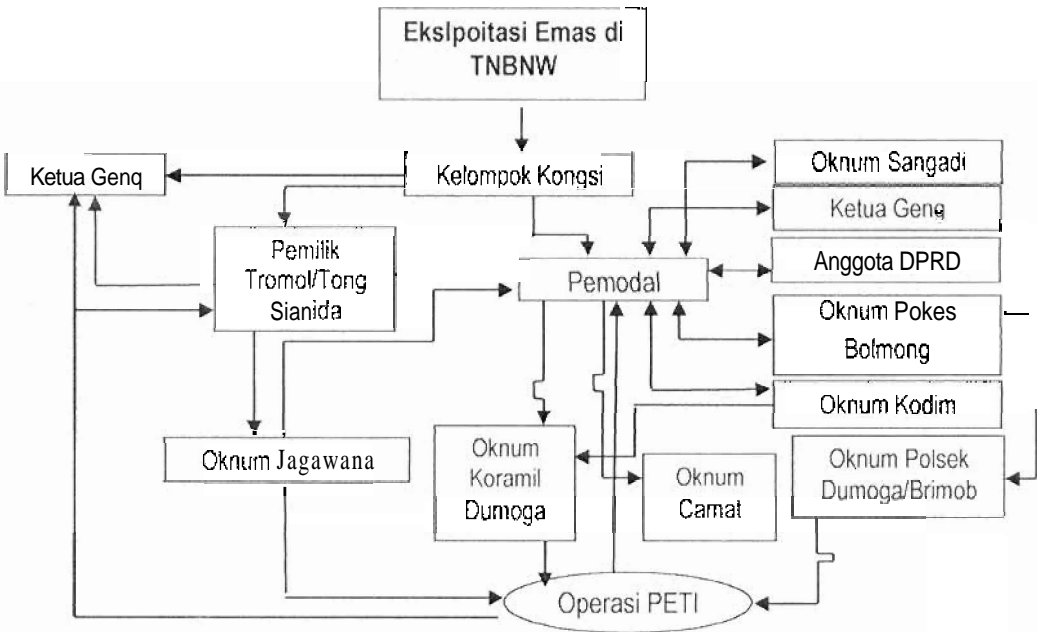 Ekslpoitasi Emas di
TNBNW
Ketua Genq
Kelompok Kongsi
Oknum Sangadi
Ketua Geng
Pemilik
Tromol/Tong
Sianida
Pemodal
Anggota DPRD
Oknum Pokes
Bolmong
Oknum Kodim
Oknum Jagawana
Oknum
Koramil
Dumoga
Oknum
Camat
Oknum Polsek
Dumoga/Brimob
Operasi PETI